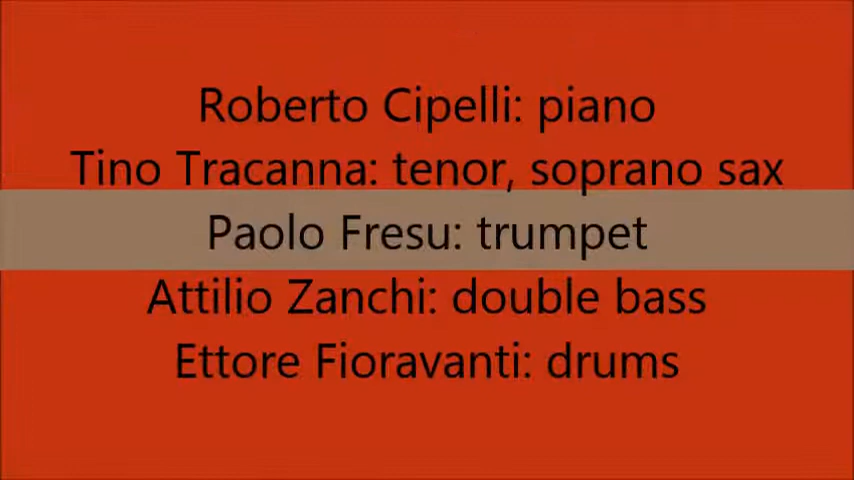 Roberto Cipelli: piano
Tino Tracanna: tenor, soprano sax
Paolo Fresu: trumpet
Attilio Zanchi: double bass
Ettore Fioravanti: drums